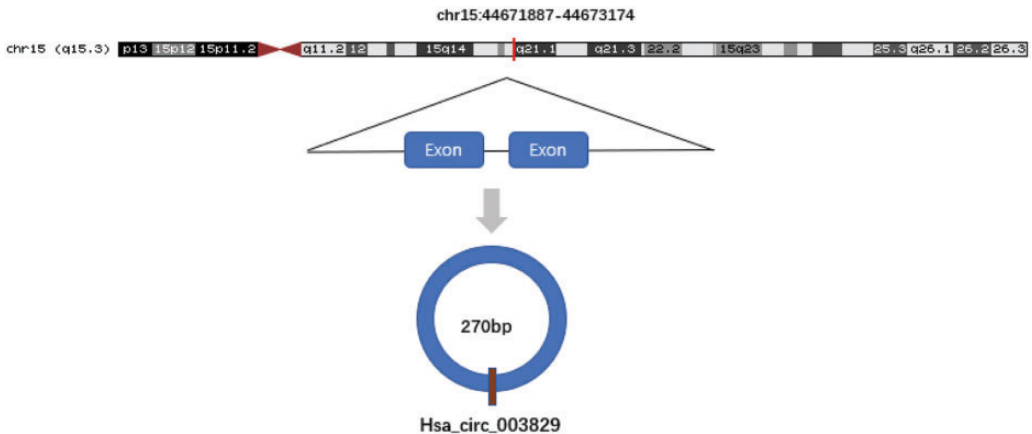 chr15:44671887-44673174
chr15 (q15.3) p13 15p12 15p11.2 q11.2 12 15q14 q21.1 q21.3 22.2 15q23 25.3 q26.1 26.2 26.3
Exon Exon
270bp
Hsa_circ_003829